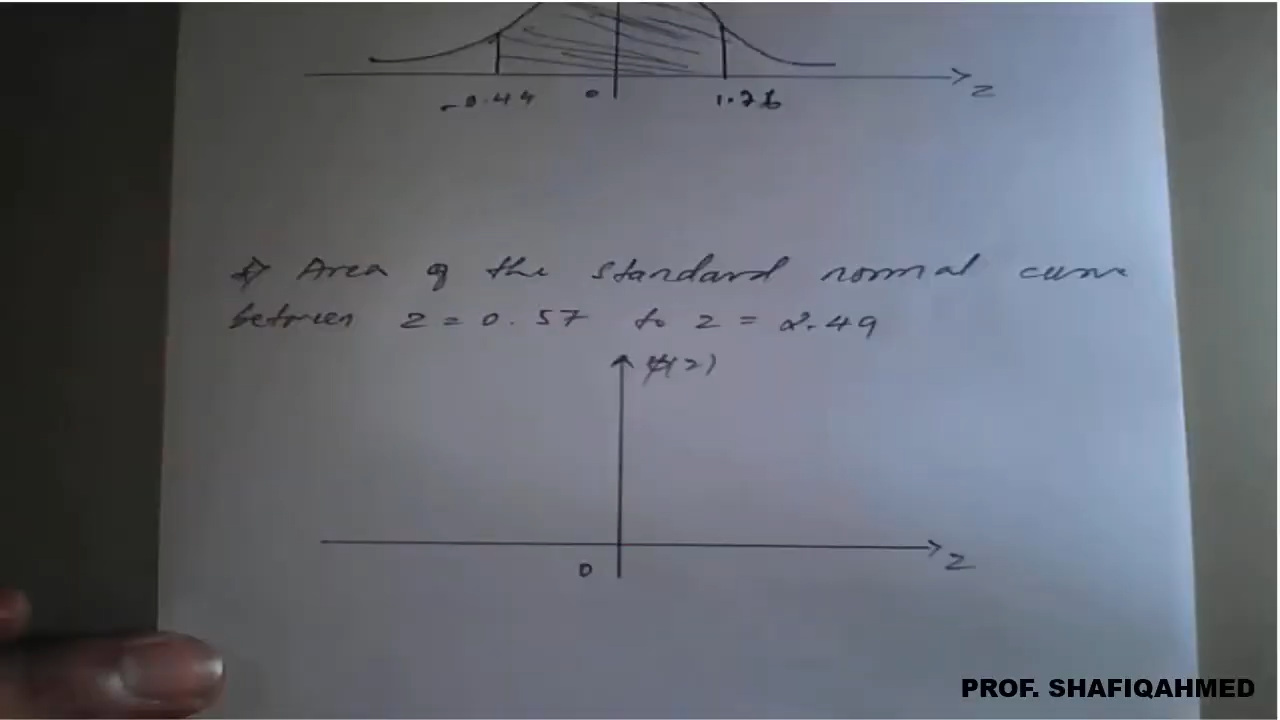 -0.44 0 1.26 z
Area of the standard normal curve
between z = 0.57 to z = 2.49
φ(z)
0 z
PROF. SHAFIQAHMED